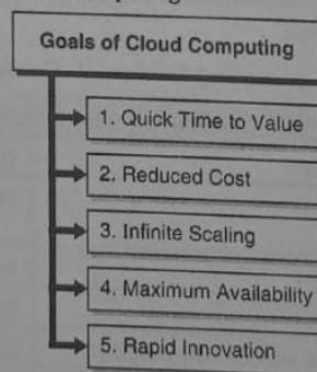 Goals of Cloud Computing
1. Quick Time to Value
2. Reduced Cost
3. Infinite Scaling
4. Maximum Availability
5. Rapid Innovation